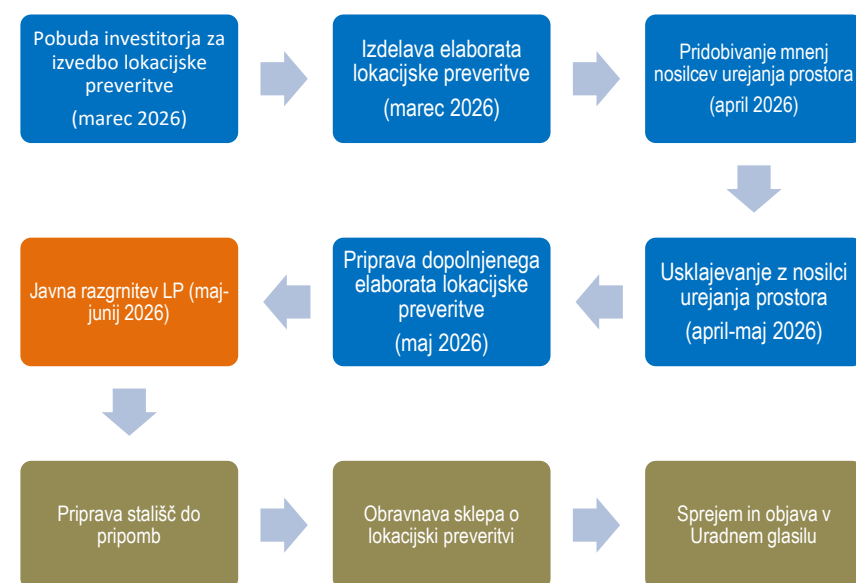 Pobuda investitorja za
izvedbo lokacijske
preveritve
(marec 2026)
Izdelava elaborata
lokacijske preveritve
(marec 2026)
Pridobivanje mnenj
nosilcev urejanja prostora
(april 2026)
Usklajevanje z nosilci
urejanja prostora
(april-maj 2026)
Priprava dopolnjenega
elaborata lokacijske
preveritve
(maj 2026)
Javna razgrnitev LP (maj-
junij 2026)
Priprava stališč do
pripomb
Obravnava sklepa o
lokacijski preveritvi
Sprejem in objava v
Uradnem glasilu